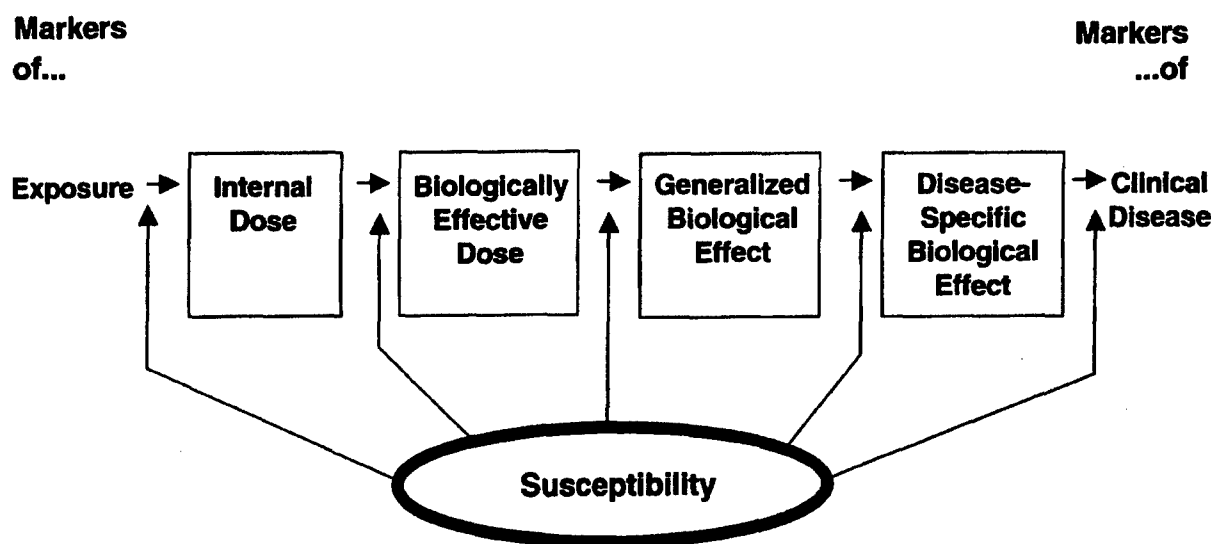 Markers
of...
Markers
...of
Exposure
Internal
Dose
Biologically
Effective
Dose
Generalized
Biological
Effect
Disease-
Specific
Biological
Effect
Clinical
Disease
Susceptibility